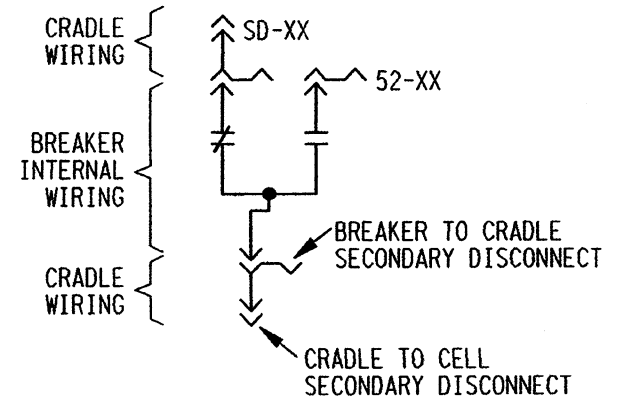 CRADLE
WIRING
SD-XX
52-XX
BREAKER
INTERNAL
WIRING
BREAKER TO CRADLE
SECONDARY DISCONNECT
CRADLE
WIRING
CRADLE TO CELL
SECONDARY DISCONNECT